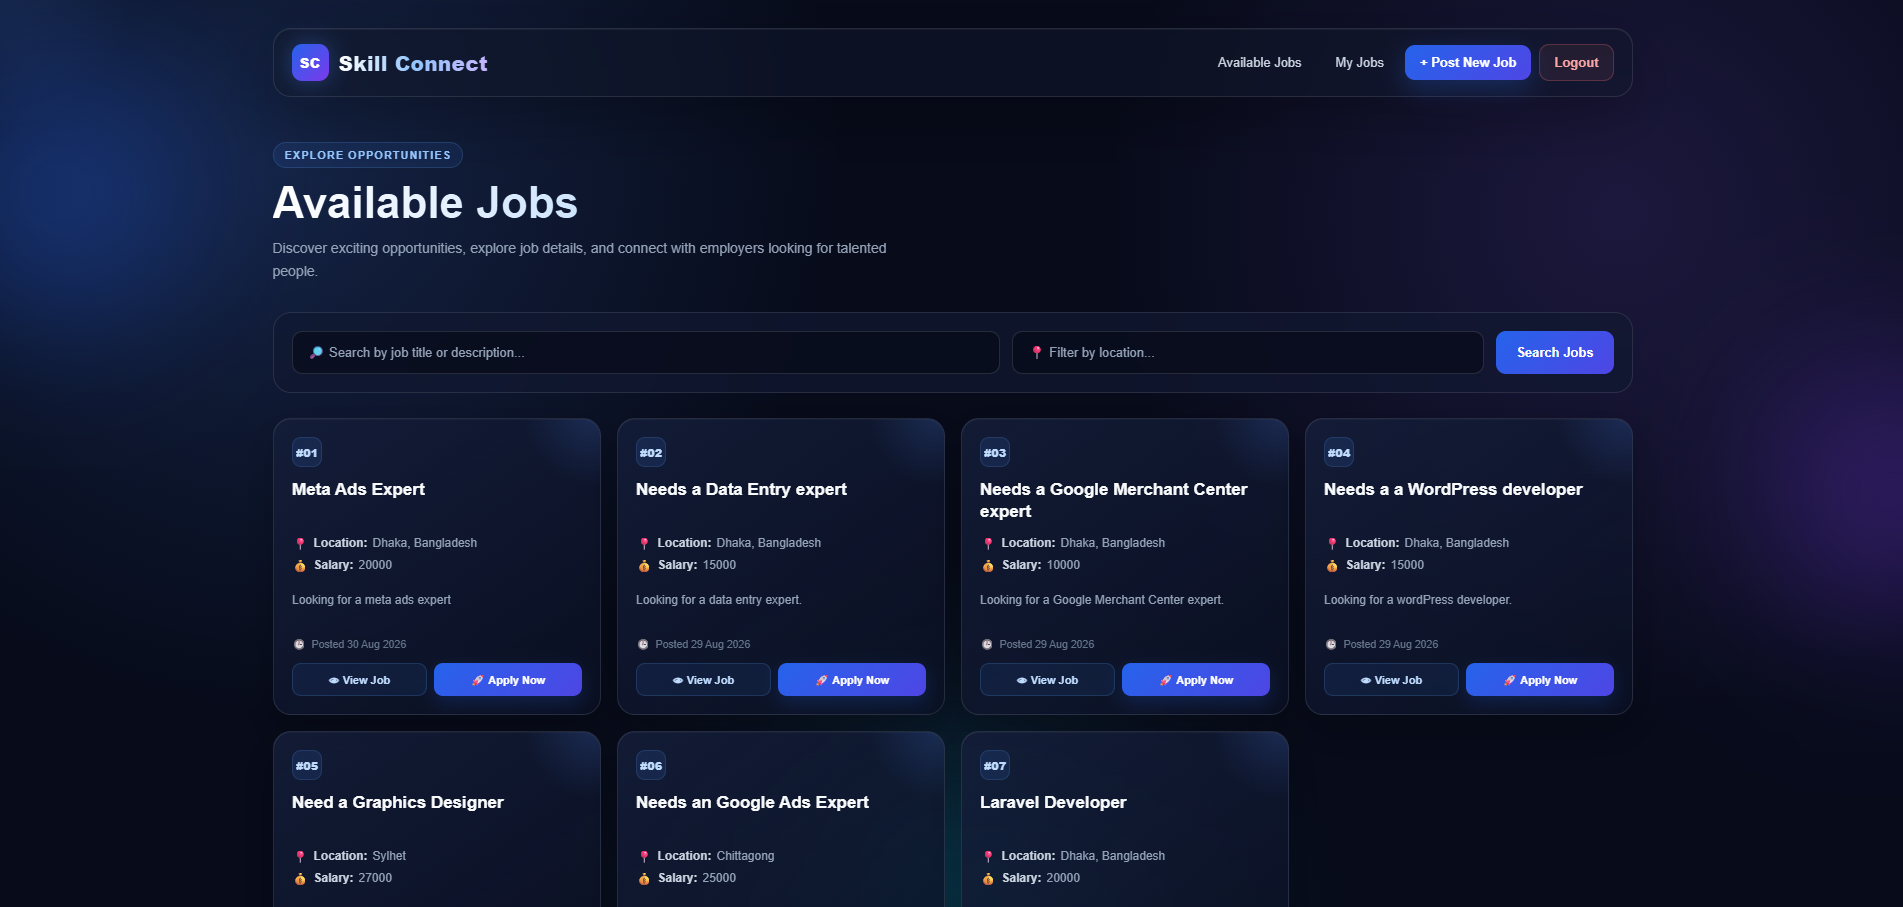 SC Skill Connect
Available Jobs My Jobs + Post New Job Logout
EXPLORE OPPORTUNITIES
Available Jobs
Discover exciting opportunities, explore job details, and connect with employers looking for talented
people.
🔎 Search by job title or description...
📍 Filter by location...
Search Jobs
#01
Meta Ads Expert
📍 Location: Dhaka, Bangladesh
💰 Salary: 20000
Looking for a meta ads expert
🕒 Posted 30 Aug 2026
👁 View Job 🚀 Apply Now
#02
Needs a Data Entry expert
📍 Location: Dhaka, Bangladesh
💰 Salary: 15000
Looking for a data entry expert.
🕒 Posted 29 Aug 2026
👁 View Job 🚀 Apply Now
#03
Needs a Google Merchant Center
expert
📍 Location: Dhaka, Bangladesh
💰 Salary: 10000
Looking for a Google Merchant Center expert.
🕒 Posted 29 Aug 2026
👁 View Job 🚀 Apply Now
#04
Needs a a WordPress developer
📍 Location: Dhaka, Bangladesh
💰 Salary: 15000
Looking for a wordPress developer.
🕒 Posted 29 Aug 2026
👁 View Job 🚀 Apply Now
#05
Need a Graphics Designer
📍 Location: Sylhet
💰 Salary: 27000
#06
Needs an Google Ads Expert
📍 Location: Chittagong
💰 Salary: 25000
#07
Laravel Developer
📍 Location: Dhaka, Bangladesh
💰 Salary: 20000